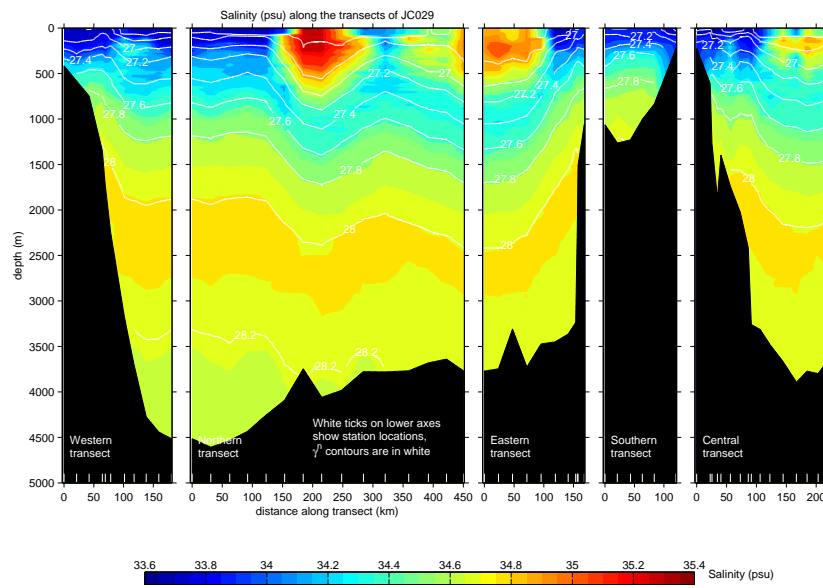 Salinity (psu) along the transects of JC029
0
500
1000
1500
2000
2500
3000
3500
4000
4500
5000
depth (m)
27.4
27
27.2
27.6
27.8
28
27.2
27.6
27
27.8
28
28.2
28.2
28.2
27.2
27.6
27.8
28
27.2
27.4
27.6
27.8
27.2
27.4
27.6
27.8
28
Western
transect
Northern
transect
White ticks on lower axes
show station locations,
γⁿ contours are in white
Eastern
transect
Southern
transect
Central
transect
0 50 100 150
0 50 100 150 200 250 300 350 400 450
0 50 100 150
0 50 100
0 50 100 150 200
distance along transect (km)
33.6 33.8 34 34.2 34.4 34.6 34.8 35 35.2 35.4
Salinity (psu)